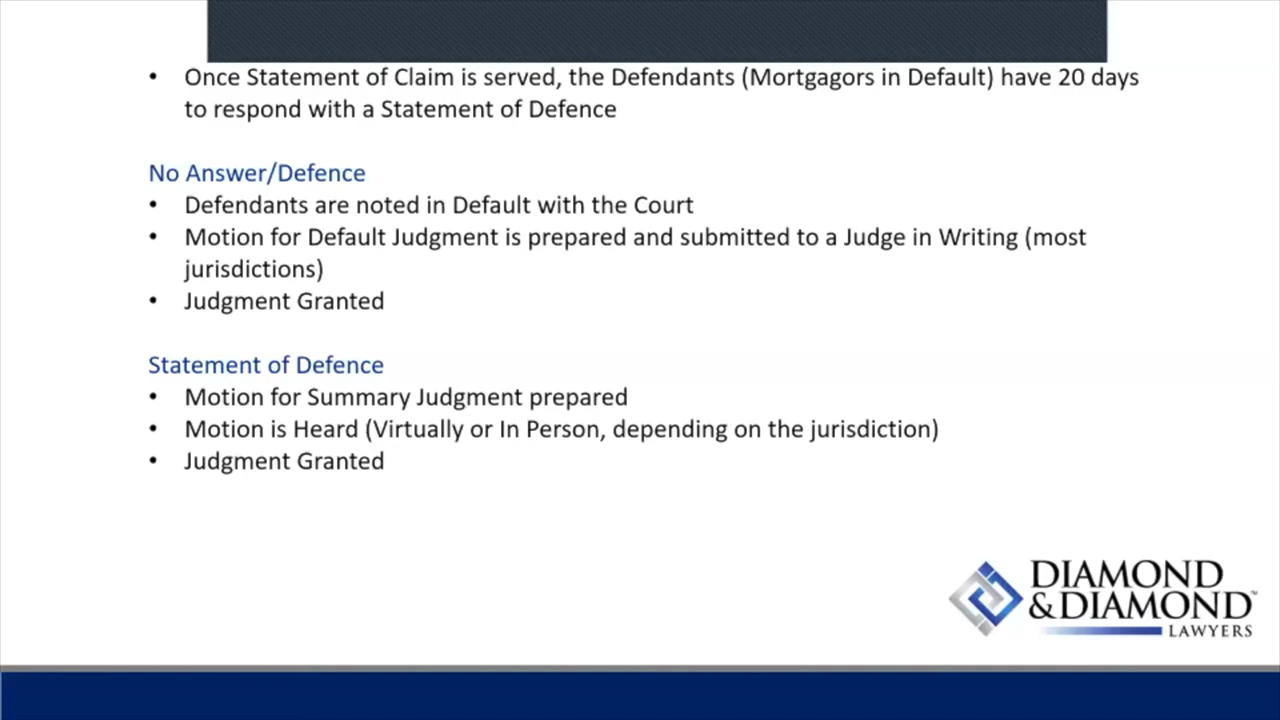 • Once Statement of Claim is served, the Defendants (Mortgagors in Default) have 20 days
to respond with a Statement of Defence
No Answer/Defence
• Defendants are noted in Default with the Court
• Motion for Default Judgment is prepared and submitted to a Judge in Writing (most
jurisdictions)
• Judgment Granted
Statement of Defence
• Motion for Summary Judgment prepared
• Motion is Heard (Virtually or In Person, depending on the jurisdiction)
• Judgment Granted
DIAMOND
&DIAMOND™
LAWYERS